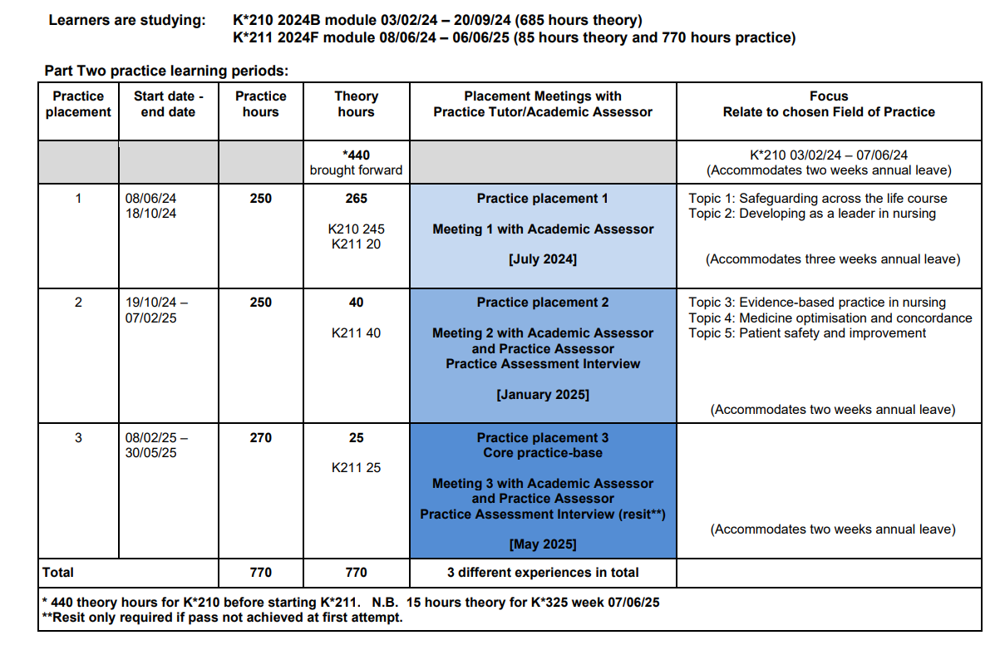 Learners are studying: K*210 2024B module 03/02/24 – 20/09/24 (685 hours theory)
K*211 2024F module 08/06/24 – 06/06/25 (85 hours theory and 770 hours practice)
Part Two practice learning periods:
Practice placement
Start date - end date
Practice hours
Theory hours
Placement Meetings with Practice Tutor/Academic Assessor
Focus
Relate to chosen Field of Practice
*440
brought forward
K*210 03/02/24 – 07/06/24
(Accommodates two weeks annual leave)
1
08/06/24
18/10/24
250
265
K210 245
K211 20
Practice placement 1
Meeting 1 with Academic Assessor
[July 2024]
Topic 1: Safeguarding across the life course
Topic 2: Developing as a leader in nursing
(Accommodates three weeks annual leave)
2
19/10/24 –
07/02/25
250
40
K211 40
Practice placement 2
Meeting 2 with Academic Assessor
and Practice Assessor
Practice Assessment Interview
[January 2025]
Topic 3: Evidence-based practice in nursing
Topic 4: Medicine optimisation and concordance
Topic 5: Patient safety and improvement
(Accommodates two weeks annual leave)
3
08/02/25 –
30/05/25
270
25
K211 25
Practice placement 3
Core practice-base
Meeting 3 with Academic Assessor
and Practice Assessor
Practice Assessment Interview (resit**)
[May 2025]
(Accommodates two weeks annual leave)
Total 770 770 3 different experiences in total
* 440 theory hours for K*210 before starting K*211. N.B. 15 hours theory for K*325 week 07/06/25
**Resit only required if pass not achieved at first attempt.